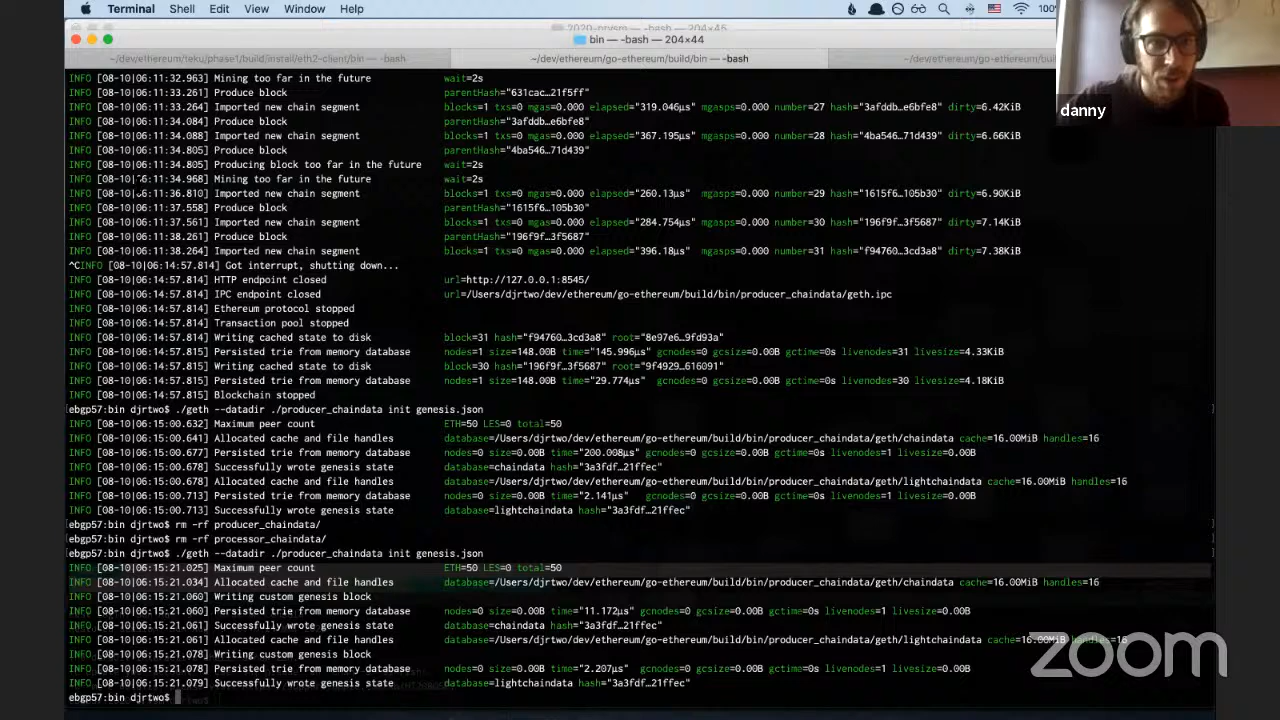 Terminal Shell Edit View Window Help 100%
2020-prysm — -bash — 204×46
bin — -bash — 204×44
~/dev/ethereum/teku/phase1/build/install/eth2-client/bin — -bash ~/dev/ethereum/go-ethereum/build/bin — -bash ~/dev/ethereum/go-ethereum/bui
danny
INFO [08-10|06:11:32.963] Mining too far in the future wait=2s
INFO [08-10|06:11:33.261] Produce block parentHash="631cac…21f5ff"
INFO [08-10|06:11:33.264] Imported new chain segment blocks=1 txs=0 mgas=0.000 elapsed="319.046µs" mgasps=0.000 number=27 hash="3afddb…e6bfe8" dirty=6.42KiB
INFO [08-10|06:11:34.084] Produce block parentHash="3afddb…e6bfe8"
INFO [08-10|06:11:34.088] Imported new chain segment blocks=1 txs=0 mgas=0.000 elapsed="367.195µs" mgasps=0.000 number=28 hash="4ba546…71d439" dirty=6.66KiB
INFO [08-10|06:11:34.805] Produce block parentHash="4ba546…71d439"
INFO [08-10|06:11:34.805] Producing block too far in the future wait=2s
INFO [08-10|06:11:34.968] Mining too far in the future wait=2s
INFO [08-10|06:11:36.810] Imported new chain segment blocks=1 txs=0 mgas=0.000 elapsed="260.13µs" mgasps=0.000 number=29 hash="1615f6…105b30" dirty=6.90KiB
INFO [08-10|06:11:37.558] Produce block parentHash="1615f6…105b30"
INFO [08-10|06:11:37.561] Imported new chain segment blocks=1 txs=0 mgas=0.000 elapsed="284.754µs" mgasps=0.000 number=30 hash="196f9f…3f5687" dirty=7.14KiB
INFO [08-10|06:11:38.261] Produce block parentHash="196f9f…3f5687"
INFO [08-10|06:11:38.264] Imported new chain segment blocks=1 txs=0 mgas=0.000 elapsed="396.18µs" mgasps=0.000 number=31 hash="f94760…3cd3a8" dirty=7.38KiB
^CINFO [08-10|06:14:57.814] Got interrupt, shutting down...
INFO [08-10|06:14:57.814] HTTP endpoint closed url=http://127.0.0.1:8545/
INFO [08-10|06:14:57.814] IPC endpoint closed url=/Users/djrtwo/dev/ethereum/go-ethereum/build/bin/producer_chaindata/geth.ipc
INFO [08-10|06:14:57.814] Ethereum protocol stopped
INFO [08-10|06:14:57.814] Transaction pool stopped
INFO [08-10|06:14:57.814] Writing cached state to disk block=31 hash="f94760…3cd3a8" root="8e97e6…9fd93a"
INFO [08-10|06:14:57.814] Persisted trie from memory database nodes=1 size=148.00B time="145.996µs" gcnodes=0 gcsize=0.00B gctime=0s livenodes=31 livesize=4.33KiB
INFO [08-10|06:14:57.815] Writing cached state to disk block=30 hash="196f9f…3f5687" root="9f4929…616091"
INFO [08-10|06:14:57.815] Persisted trie from memory database nodes=1 size=148.00B time="29.774µs" gcnodes=0 gcsize=0.00B gctime=0s livenodes=30 livesize=4.18KiB
INFO [08-10|06:14:57.815] Blockchain stopped
[ebgp57:bin djrtwo$ ./geth --datadir ./producer_chaindata init genesis.json ]
INFO [08-10|06:15:00.632] Maximum peer count ETH=50 LES=0 total=50
INFO [08-10|06:15:00.641] Allocated cache and file handles database=/Users/djrtwo/dev/ethereum/go-ethereum/build/bin/producer_chaindata/geth/chaindata cache=16.00MiB handles=16
INFO [08-10|06:15:00.677] Persisted trie from memory database nodes=0 size=0.00B time="200.008µs" gcnodes=0 gcsize=0.00B gctime=0s livenodes=1 livesize=0.00B
INFO [08-10|06:15:00.678] Successfully wrote genesis state database=chaindata hash="3a3fdf…21ffec"
INFO [08-10|06:15:00.678] Allocated cache and file handles database=/Users/djrtwo/dev/ethereum/go-ethereum/build/bin/producer_chaindata/geth/lightchaindata cache=16.00MiB handles=16
INFO [08-10|06:15:00.713] Persisted trie from memory database nodes=0 size=0.00B time="2.141µs" gcnodes=0 gcsize=0.00B gctime=0s livenodes=1 livesize=0.00B
INFO [08-10|06:15:00.713] Successfully wrote genesis state database=lightchaindata hash="3a3fdf…21ffec"
[ebgp57:bin djrtwo$ rm -rf producer_chaindata/ ]
[ebgp57:bin djrtwo$ rm -rf processor_chaindata/ ]
[ebgp57:bin djrtwo$ ./geth --datadir ./producer_chaindata init genesis.json ]
INFO [08-10|06:15:21.025] Maximum peer count ETH=50 LES=0 total=50
INFO [08-10|06:15:21.034] Allocated cache and file handles database=/Users/djrtwo/dev/ethereum/go-ethereum/build/bin/producer_chaindata/geth/chaindata cache=16.00MiB handles=16
INFO [08-10|06:15:21.060] Writing custom genesis block
INFO [08-10|06:15:21.060] Persisted trie from memory database nodes=0 size=0.00B time="11.172µs" gcnodes=0 gcsize=0.00B gctime=0s livenodes=1 livesize=0.00B
INFO [08-10|06:15:21.061] Successfully wrote genesis state database=chaindata hash="3a3fdf…21ffec"
INFO [08-10|06:15:21.061] Allocated cache and file handles database=/Users/djrtwo/dev/ethereum/go-ethereum/build/bin/producer_chaindata/geth/lightchaindata cache=16.00MiB handles=16
INFO [08-10|06:15:21.078] Writing custom genesis block
INFO [08-10|06:15:21.078] Persisted trie from memory database nodes=0 size=0.00B time="2.207µs" gcnodes=0 gcsize=0.00B gctime=0s livenodes=1 livesize=0.00B
INFO [08-10|06:15:21.079] Successfully wrote genesis state database=lightchaindata hash="3a3fdf…21ffec"
ebgp57:bin djrtwo$
zoom